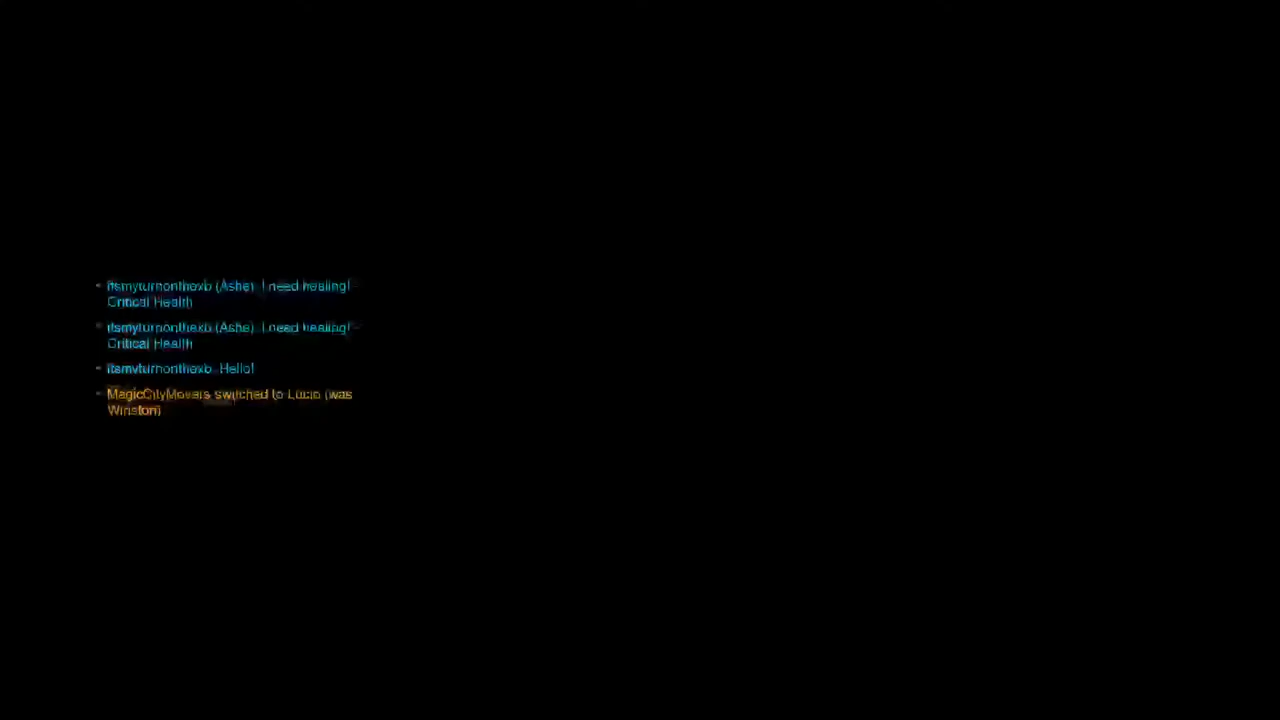 itsmyturnonthexb (Ashe): I need healing! -
Critical Health
itsmyturnonthexb (Ashe): I need healing! -
Critical Health
itsmyturnonthexb: Hello!
MagicCityMovers switched to Lúcio (was
Winston)